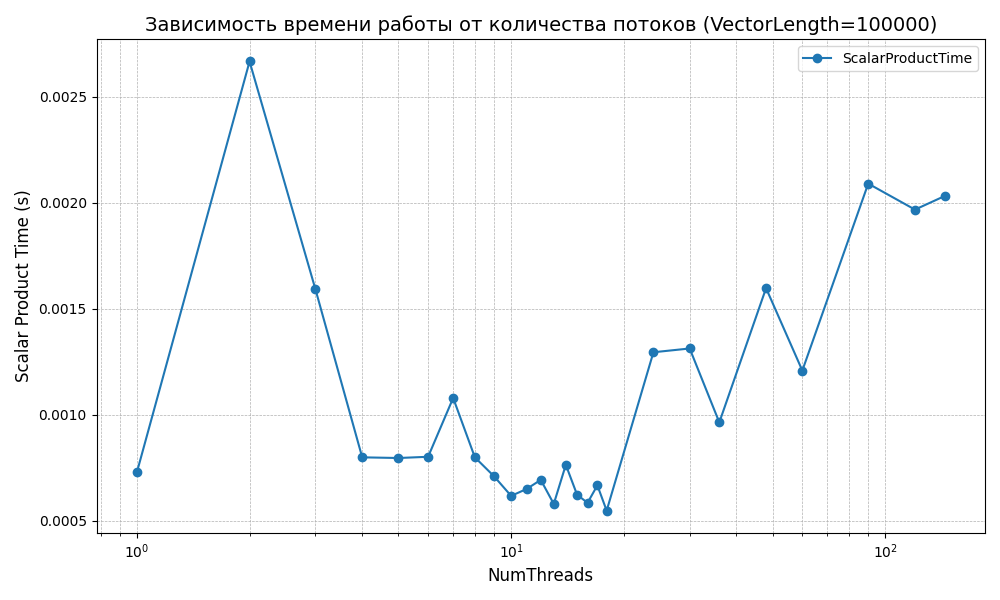 Зависимость времени работы от количества потоков (VectorLength=100000)
ScalarProductTime
Scalar Product Time (s)
0.0025
0.0020
0.0015
0.0010
0.0005
10⁰
10¹
10²
NumThreads